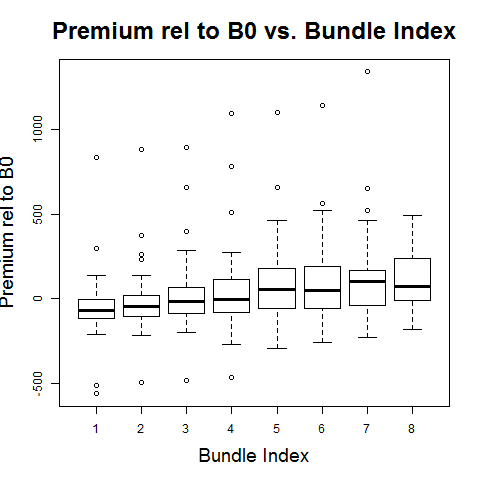 Premium rel to B0 vs. Bundle Index
Premium rel to B0
1000
500
0
-500
1 2 3 4 5 6 7 8
Bundle Index